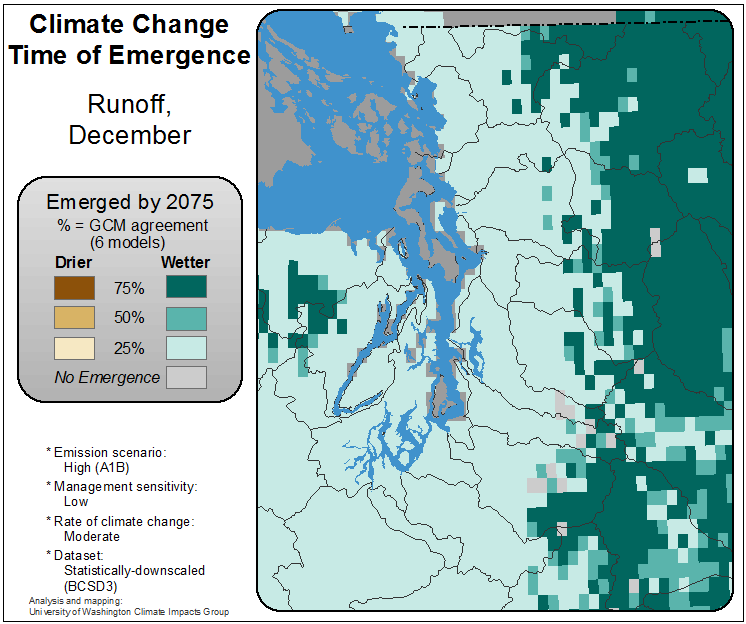 Climate Change
Time of Emergence
Runoff,
December
Emerged by 2075
% = GCM agreement
(6 models)
Drier Wetter
75%
50%
25%
No Emergence
* Emission scenario:
High (A1B)
* Management sensitivity:
Low
* Rate of climate change:
Moderate
* Dataset:
Statistically-downscaled
(BCSD3)
Analysis and mapping:
University of Washington Climate Impacts Group